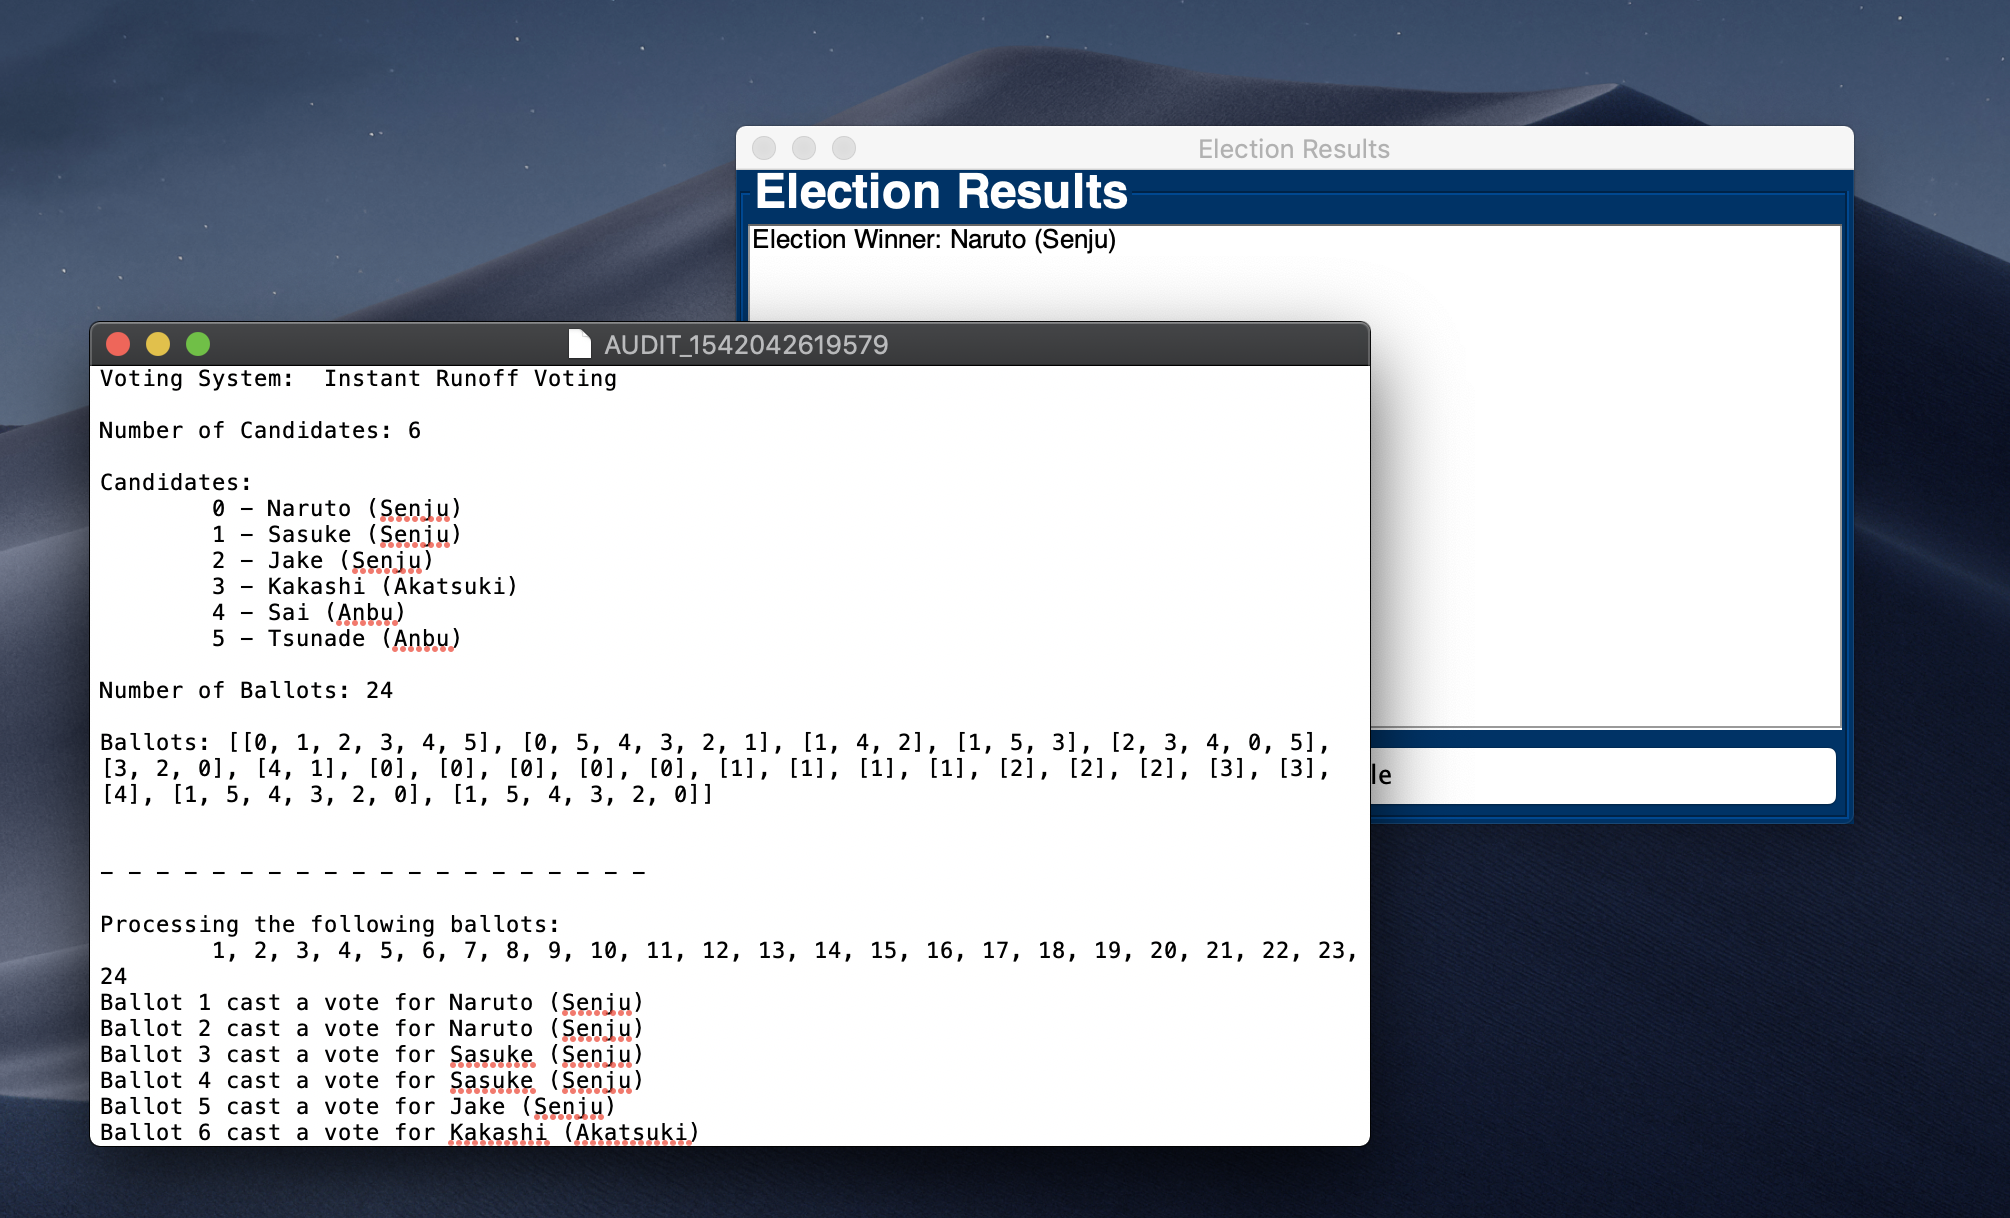 Election Results
Election Results
Election Winner: Naruto (Senju)
le
AUDIT_1542042619579
Voting System:  Instant Runoff Voting
Number of Candidates: 6
Candidates:
0 – Naruto (Senju)
1 – Sasuke (Senju)
2 – Jake (Senju)
3 – Kakashi (Akatsuki)
4 – Sai (Anbu)
5 – Tsunade (Anbu)
Number of Ballots: 24
Ballots: [[0, 1, 2, 3, 4, 5], [0, 5, 4, 3, 2, 1], [1, 4, 2], [1, 5, 3], [2, 3, 4, 0, 5],
[3, 2, 0], [4, 1], [0], [0], [0], [0], [0], [1], [1], [1], [1], [2], [2], [2], [3], [3],
[4], [1, 5, 4, 3, 2, 0], [1, 5, 4, 3, 2, 0]]
– – – – – – – – – – – – – – – – – – – –
Processing the following ballots:
1, 2, 3, 4, 5, 6, 7, 8, 9, 10, 11, 12, 13, 14, 15, 16, 17, 18, 19, 20, 21, 22, 23,
24
Ballot 1 cast a vote for Naruto (Senju)
Ballot 2 cast a vote for Naruto (Senju)
Ballot 3 cast a vote for Sasuke (Senju)
Ballot 4 cast a vote for Sasuke (Senju)
Ballot 5 cast a vote for Jake (Senju)
Ballot 6 cast a vote for Kakashi (Akatsuki)